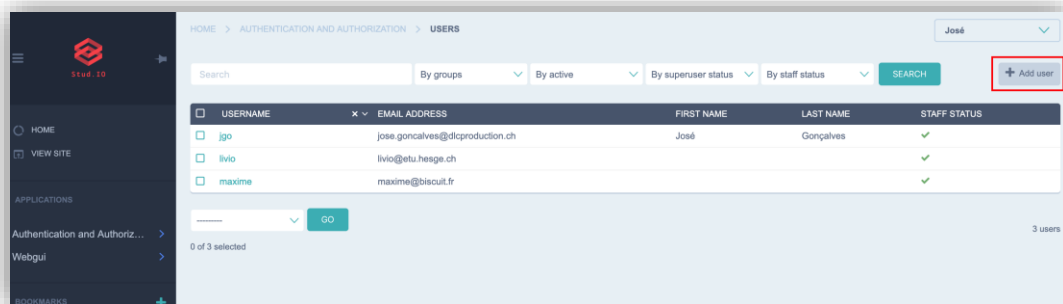 HOME > AUTHENTICATION AND AUTHORIZATION > USERS
José
Stud.IO
Search
By groups
By active
By superuser status
By staff status
SEARCH
+ Add user
USERNAME
EMAIL ADDRESS
FIRST NAME
LAST NAME
STAFF STATUS
jgo
jose.goncalves@dlcproduction.ch
José
Gonçalves
livio
livio@etu.hesge.ch
maxime
maxime@biscuit.fr
HOME
VIEW SITE
APPLICATIONS
Authentication and Authoriz...
Webgui
BOOKMARKS
---------
GO
3 users
0 of 3 selected